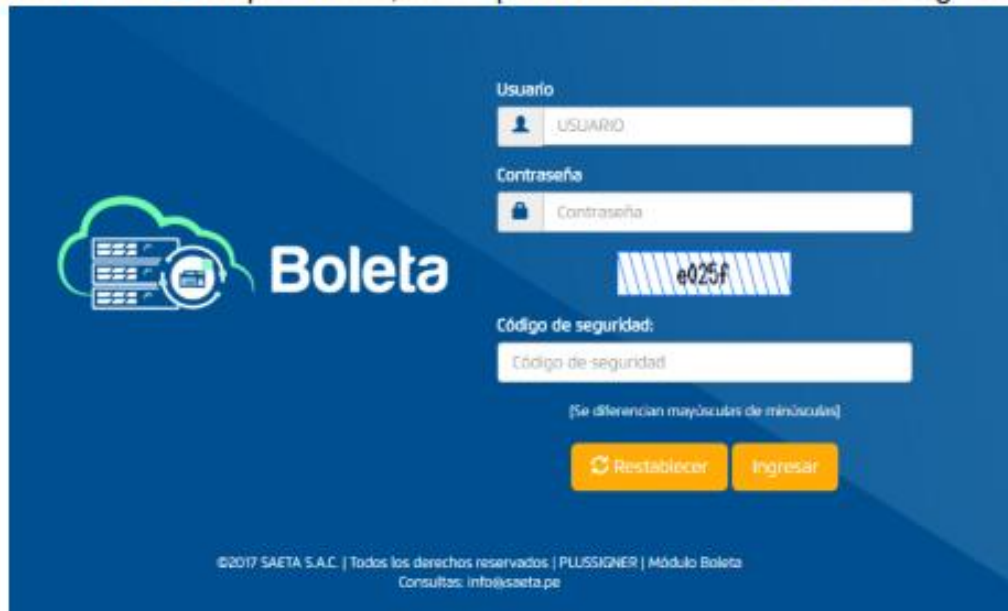 Usuario
USUARIO
Contraseña
Contraseña
Boleta
e025f
Código de seguridad:
Código de seguridad
(Se diferencian mayúsculas de minúsculas)
Restablecer Ingresar
©2017 SAETA S.A.C. | Todos los derechos reservados | PLUSSIGNER | Módulo Boleta
Consultas: info@saeta.pe